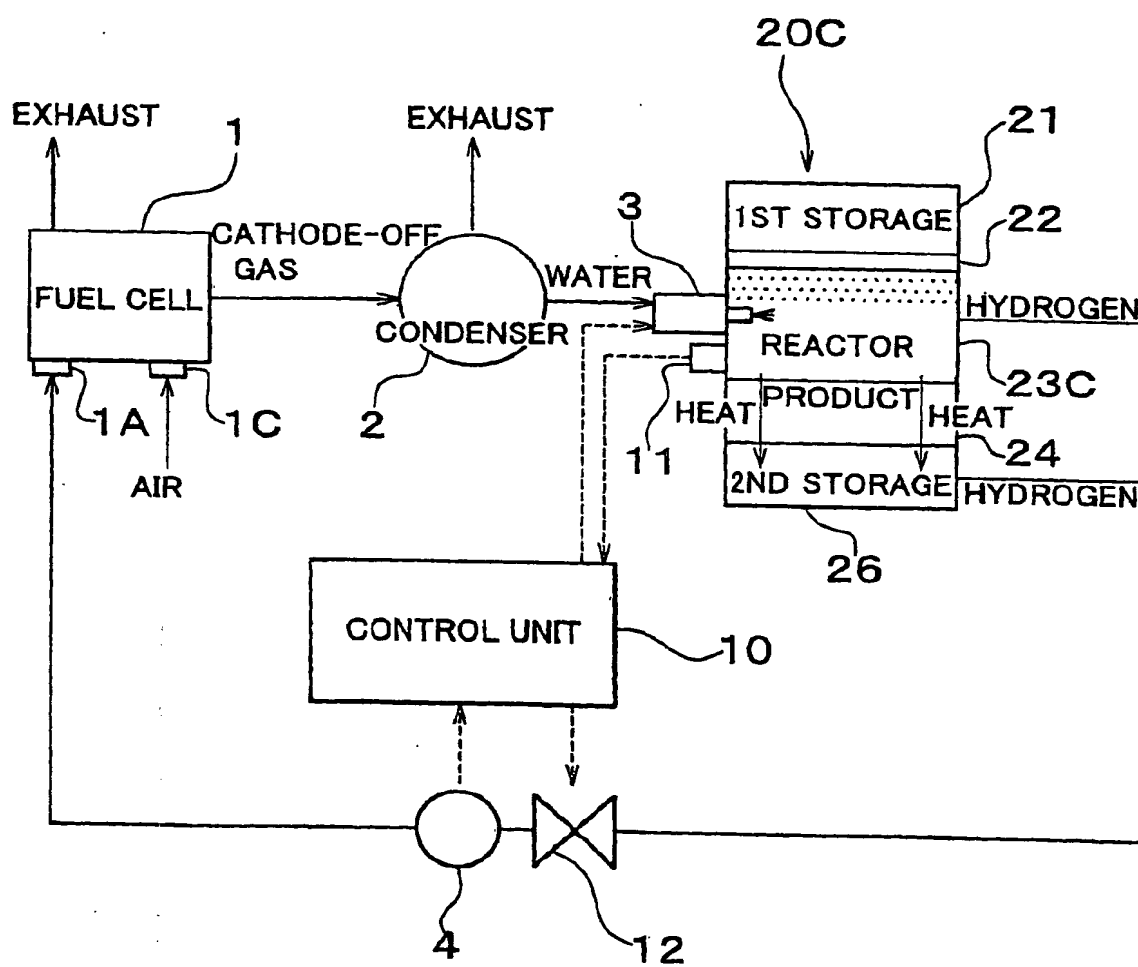 20C
EXHAUST
EXHAUST
21
1
3
1ST STORAGE
22
CATHODE-OFF
GAS
WATER
FUEL CELL
HYDROGEN
CONDENSER
REACTOR
23C
1A
1C
2
11
HEAT
PRODUCT
HEAT
24
AIR
2ND STORAGE
HYDROGEN
26
CONTROL UNIT
10
4
12